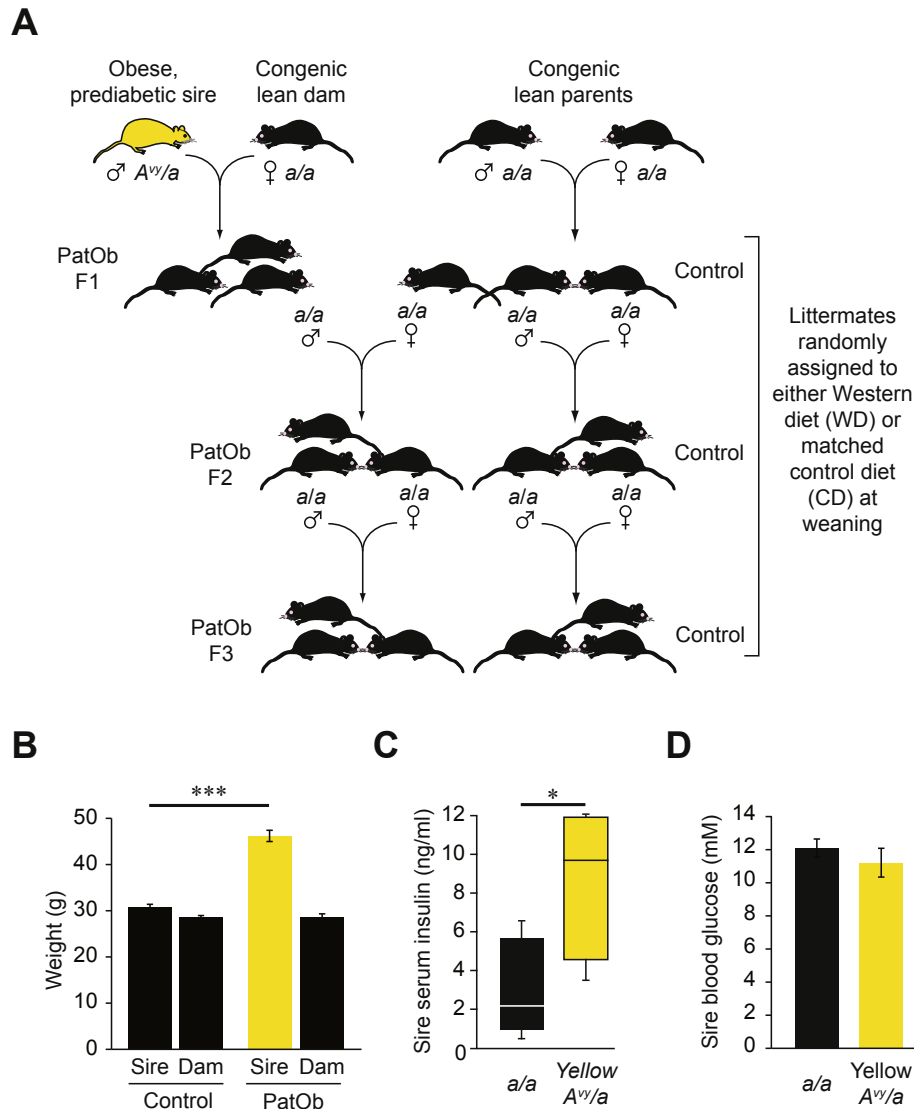 A
Obese,
prediabetic sire
Congenic
lean dam
Congenic
lean parents
♂ Aᵛʸ/a
♀ a/a
♂ a/a
♀ a/a
PatOb
F1
Control
a/a
♂
a/a
♀
a/a
♂
a/a
♀
PatOb
F2
Control
a/a
♂
a/a
♀
a/a
♂
a/a
♀
PatOb
F3
Control
Littermates
randomly
assigned to
either Western
diet (WD) or
matched
control diet
(CD) at
weaning
B
Weight (g)
50
40
30
20
10
0
***
Sire Dam
Control
Sire Dam
PatOb
C
Sire serum insulin (ng/ml)
12
10
8
6
4
2
0
*
a/a
Yellow
Aᵛʸ/a
D
Sire blood glucose (mM)
14
12
10
8
6
4
2
0
a/a
Yellow
Aᵛʸ/a